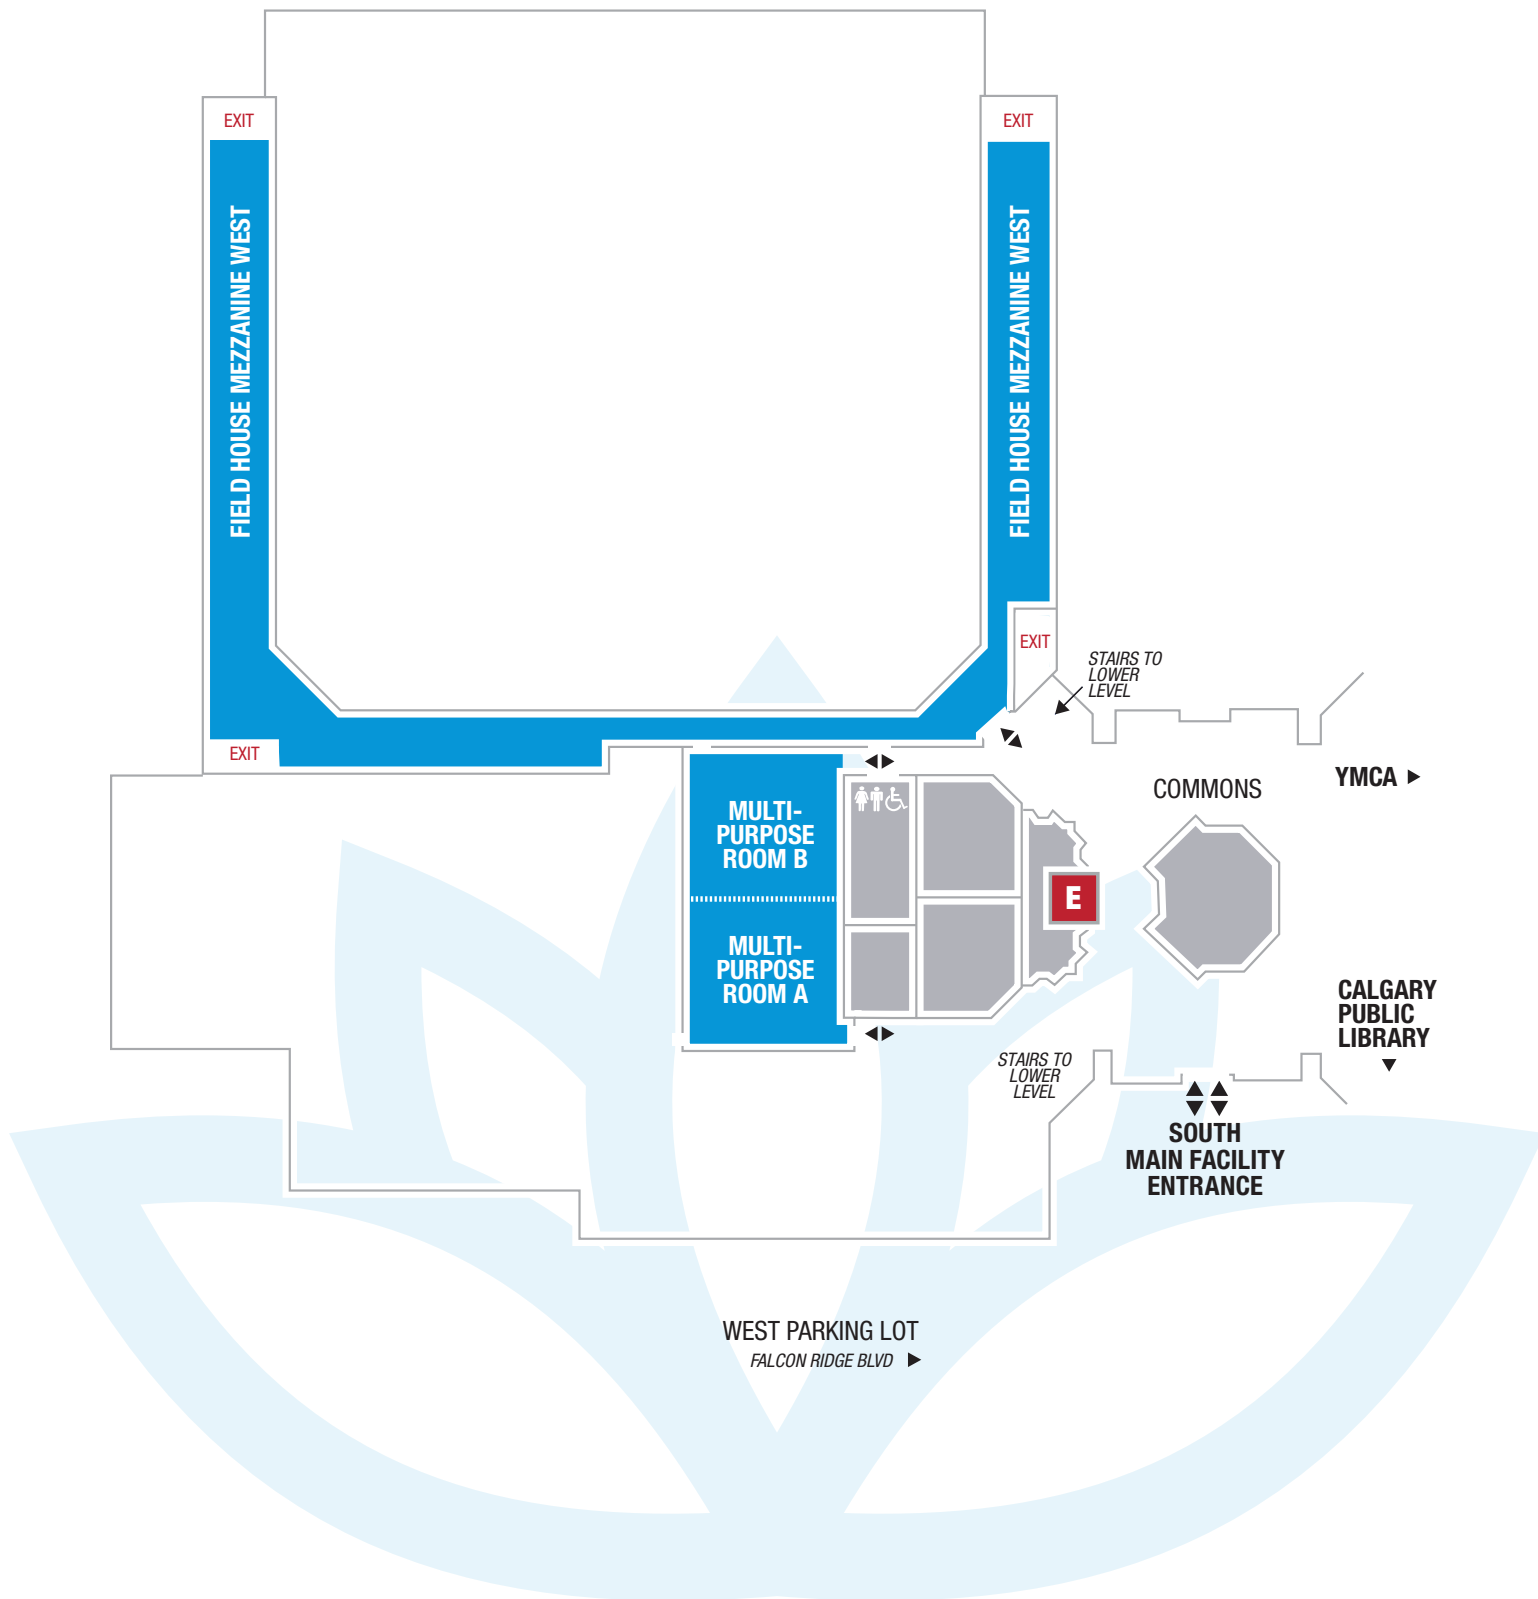 EXIT
EXIT
FIELD HOUSE MEZZANINE WEST
FIELD HOUSE MEZZANINE WEST
EXIT
STAIRS TO
LOWER
LEVEL
EXIT
YMCA
COMMONS
MULTI-
PURPOSE
ROOM B
E
MULTI-
PURPOSE
ROOM A
CALGARY
PUBLIC
LIBRARY
STAIRS TO
LOWER
LEVEL
SOUTH
MAIN FACILITY
ENTRANCE
WEST PARKING LOT
FALCON RIDGE BLVD